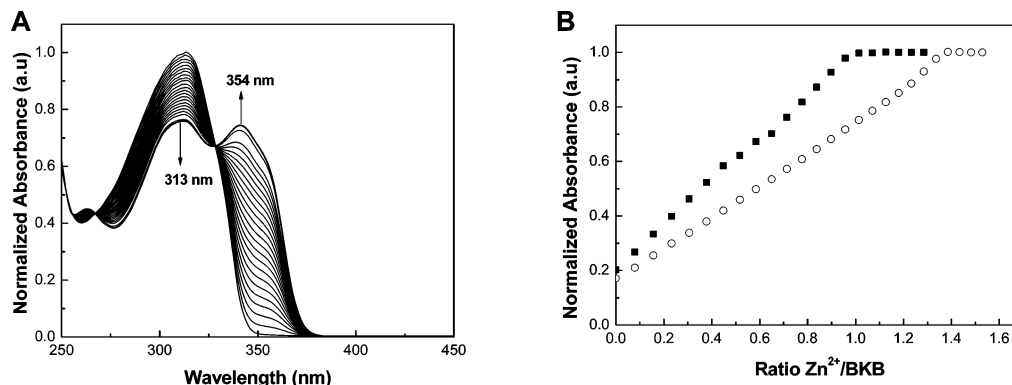 A
Normalized Absorbance (a.u)
1.0
0.8
0.6
0.4
0.2
0.0
354 nm
313 nm
250
300
350
400
450
Wavelength (nm)
B
Normalized Absorbance (a.u)
1.0
0.8
0.6
0.4
0.2
0.0
0.0 0.2 0.4 0.6 0.8 1.0 1.2 1.4 1.6
Ratio Zn²⁺/BKB